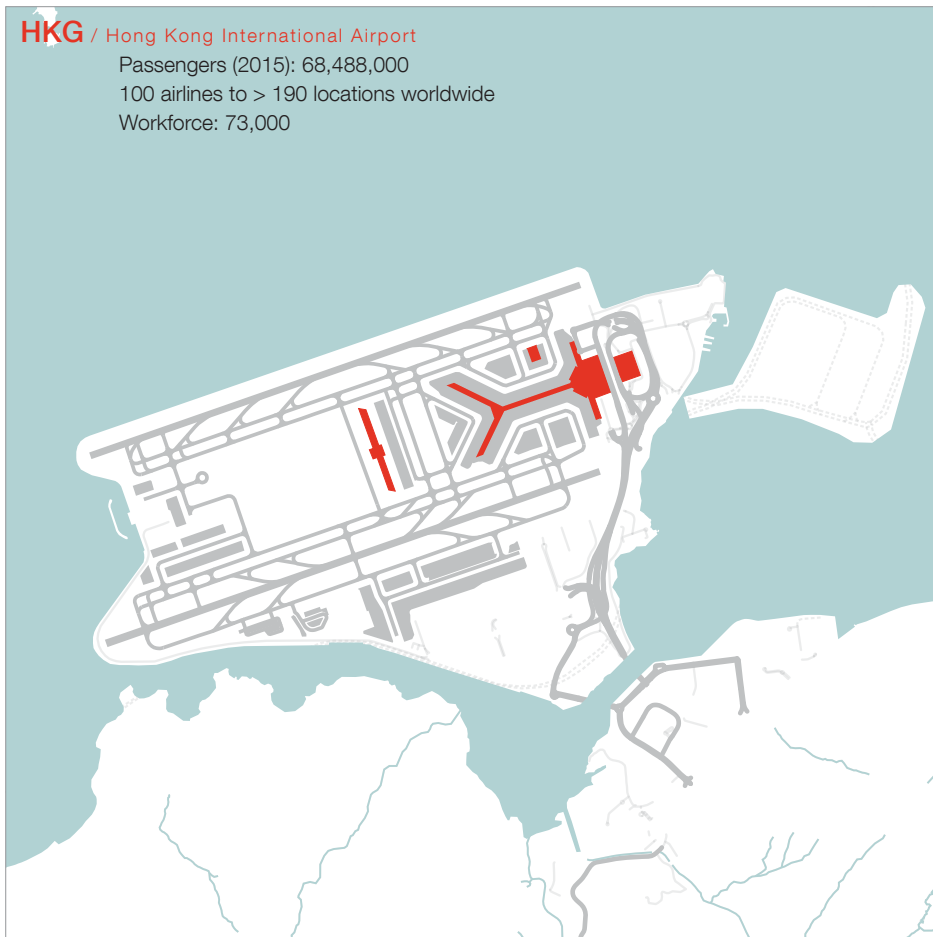 HKG / Hong Kong International Airport
Passengers (2015): 68,488,000
100 airlines to > 190 locations worldwide
Workforce: 73,000